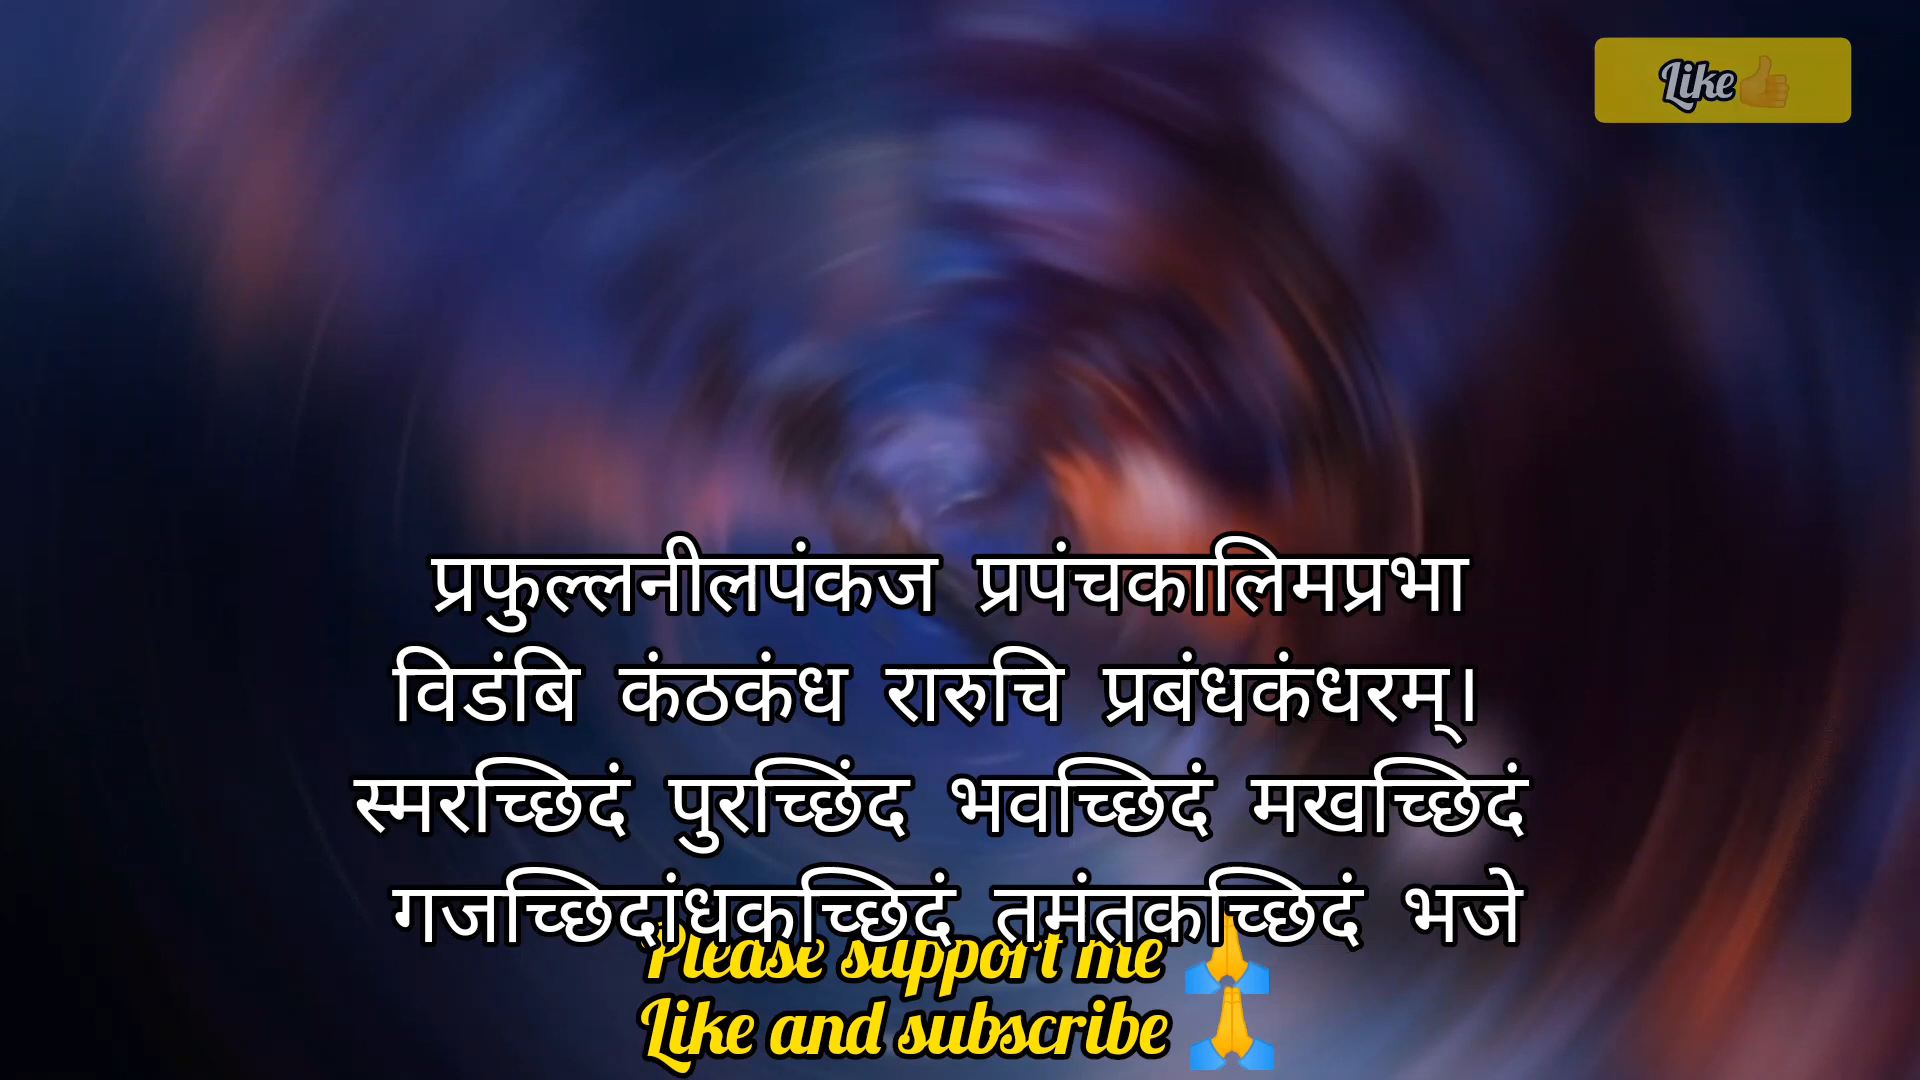 Like👍
प्रफुल्लनीलपंकज प्रपंचकालिमप्रभा
विडंबि कंठकंध रारुचि प्रबंधकंधरम्।
स्मरच्छिदं पुरच्छिंद भवच्छिदं मखच्छिदं
गजच्छिदांधकच्छिदं तमंतकच्छिदं भजे
Please support me 🙏
Like and subscribe 🙏